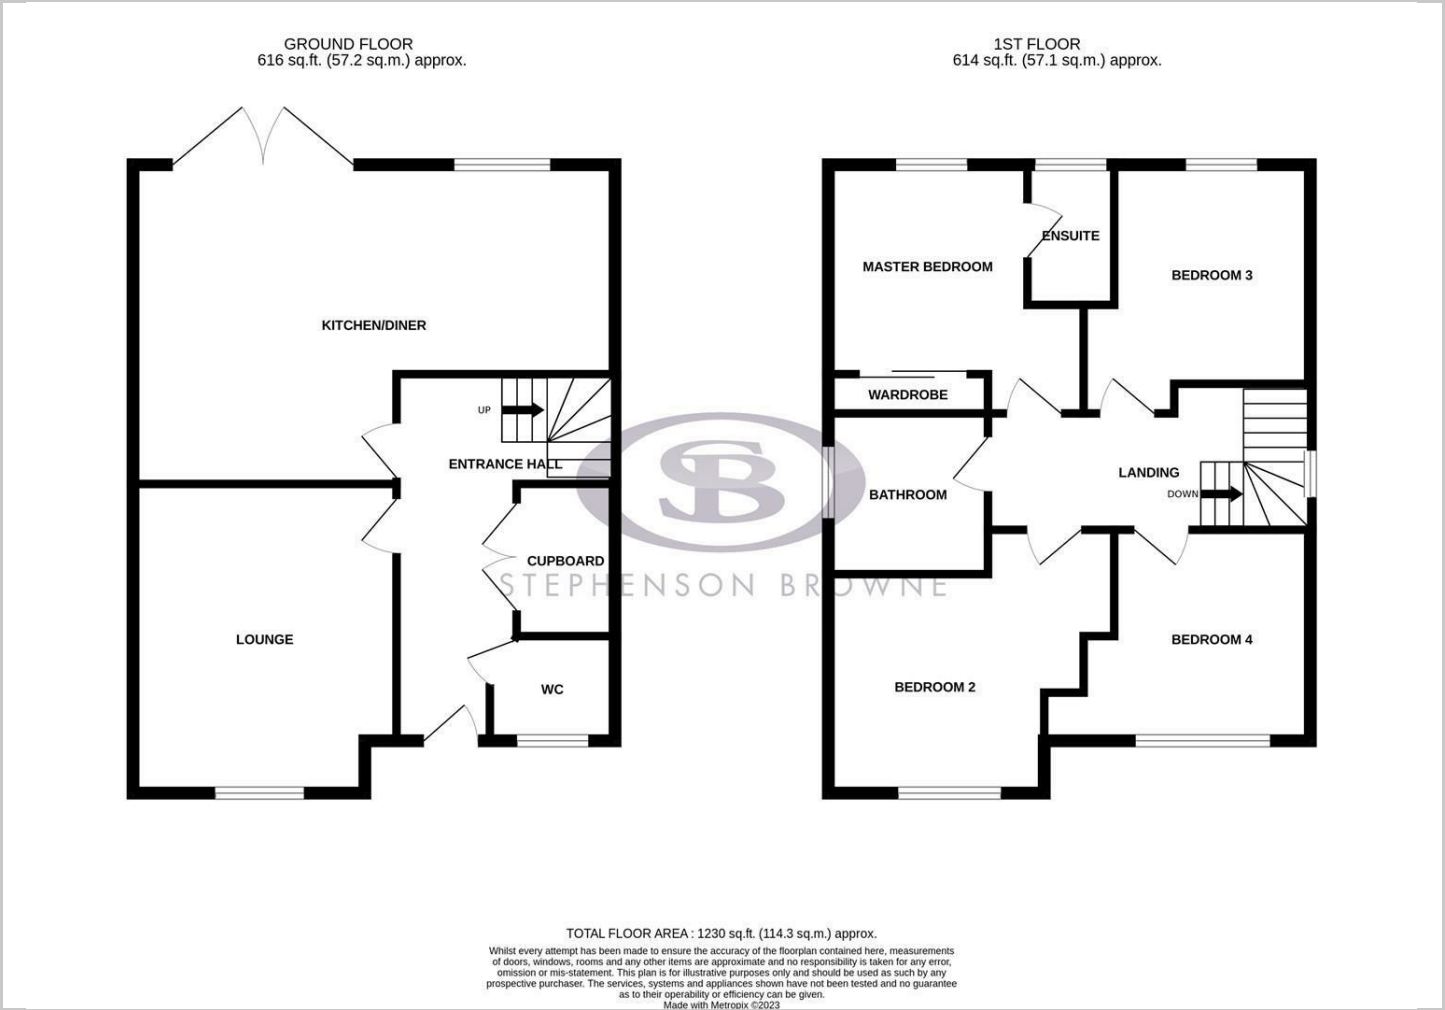 GROUND FLOOR
616 sq.ft. (57.2 sq.m.) approx.
1ST FLOOR
614 sq.ft. (57.1 sq.m.) approx.
KITCHEN/DINER
UP
ENTRANCE HALL
CUPBOARD
LOUNGE
WC
MASTER BEDROOM
ENSUITE
BEDROOM 3
WARDROBE
BATHROOM
LANDING
DOWN
BEDROOM 2
BEDROOM 4
SB
STEPHENSON BROWNE
TOTAL FLOOR AREA : 1230 sq.ft. (114.3 sq.m.) approx.
Whilst every attempt has been made to ensure the accuracy of the floorplan contained here, measurements
of doors, windows, rooms and any other items are approximate and no responsibility is taken for any error,
omission or mis-statement. This plan is for illustrative purposes only and should be used as such by any
prospective purchaser. The services, systems and appliances shown have not been tested and no guarantee
as to their operability or efficiency can be given.
Made with Metropix ©2023